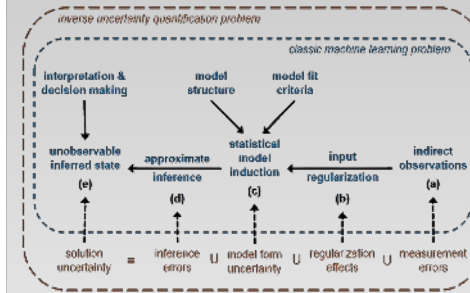 inverse uncertainty quantification problem
classic machine learning problem
interpretation &
decision making
model
structure
model fit
criteria
unobservable
inferred state
(e)
approximate
inference
(d)
statistical
model
induction
(c)
input
regularization
(b)
indirect
observations
(a)
solution
uncertainty
=
inference
errors
∪
model form
uncertainty
∪
regularization
effects
∪
measurement
errors